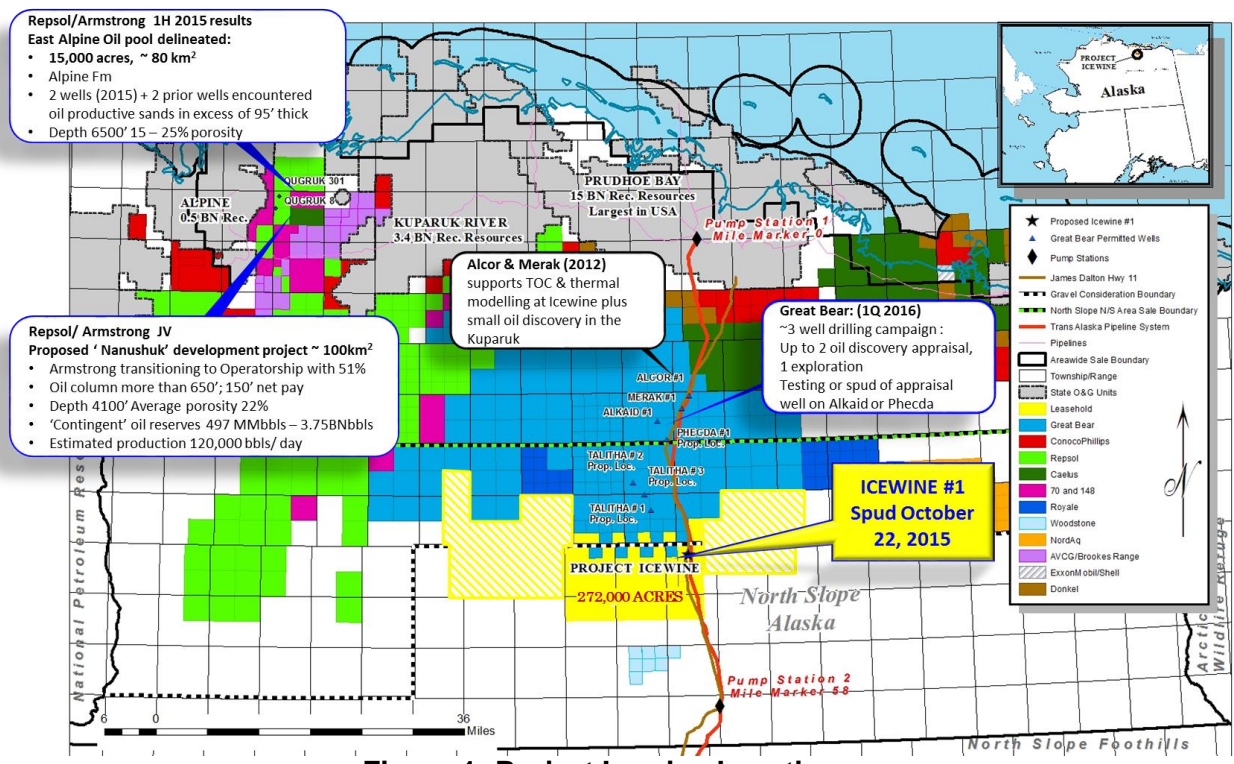 Repsol/Armstrong 1H 2015 results
East Alpine Oil pool delineated:
• 15,000 acres, ~ 80 km²
• Alpine Fm
• 2 wells (2015) + 2 prior wells encountered
oil productive sands in excess of 95' thick
• Depth 6500' 15 – 25% porosity
PROJECT
ICEWINE
Alaska
QUGRUK 301
QUGRUK 8
ALPINE
0.5 BN Rec.
KUPARUK RIVER
3.4 BN Rec. Resources
PRUDHOE BAY
15 BN Rec. Resources
Largest in USA
Pump Station 1
Mile Marker 0
Alcor & Merak (2012)
supports TOC & thermal
modelling at Icewine plus
small oil discovery in the
Kuparuk
Great Bear: (1Q 2016)
~3 well drilling campaign :
Up to 2 oil discovery appraisal,
1 exploration
Testing or spud of appraisal
well on Alkaid or Phecda
Repsol/ Armstrong JV
Proposed ‘ Nanushuk’ development project ~ 100km²
• Armstrong transitioning to Operatorship with 51%
• Oil column more than 650’; 150’ net pay
• Depth 4100’ Average porosity 22%
• ‘Contingent’ oil reserves 497 MMbbls – 3.75BNbbls
• Estimated production 120,000 bbls/ day
ALCOR #1
MERAK #1
ALKAID #1
PHECDA #1
Prop. Loc.
TALITHA # 2
Prop. Loc.
TALITHA # 3
Prop. Loc.
TALITHA # 1
Prop. Loc.
ICEWINE #1
Spud October
22, 2015
PROJECT ICEWINE
272,000 ACRES
North Slope
Alaska
Pump Station 2
Mile Marker 58
National Petroleum Rese
Arctic
Wildlife Refuge
North Slope Foothills
6 0 36
Miles
Proposed Icewine #1
Great Bear Permitted Wells
Pump Stations
James Dalton Hwy 11
Gravel Consideration Boundary
North Slope N/S Area Sale Boundary
Trans Alaska Pipeline System
Pipelines
Areawide Sale Boundary
Township/Range
State O&G Units
Leasehold
Great Bear
ConocoPhillips
Repsol
Caelus
70 and 148
Royale
Woodstone
NordAq
AVCG/Brookes Range
ExxonMobil/Shell
Donkel
N